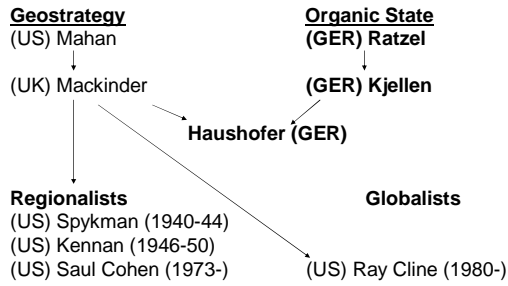 Geostrategy Organic State
(US) Mahan (GER) Ratzel
(UK) Mackinder (GER) Kjellen
Haushofer (GER)
Regionalists Globalists
(US) Spykman (1940-44)
(US) Kennan (1946-50)
(US) Saul Cohen (1973-) (US) Ray Cline (1980-)